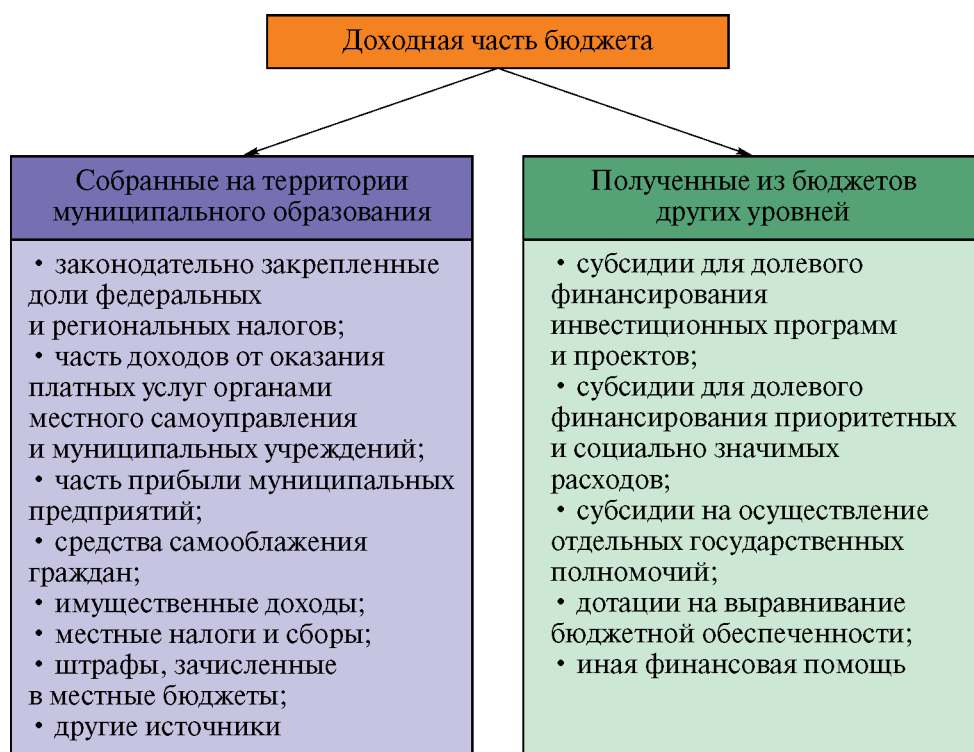 Доходная часть бюджета
Собранные на территории
муниципального образования
• законодательно закрепленные
доли федеральных
и региональных налогов;
• часть доходов от оказания
платных услуг органами
местного самоуправления
и муниципальных учреждений;
• часть прибыли муниципальных
предприятий;
• средства самооблажения
граждан;
• имущественные доходы;
• местные налоги и сборы;
• штрафы, зачисленные
в местные бюджеты;
• другие источники
Полученные из бюджетов
других уровней
• субсидии для долевого
финансирования
инвестиционных программ
и проектов;
• субсидии для долевого
финансирования приоритетных
и социально значимых
расходов;
• субсидии на осуществление
отдельных государственных
полномочий;
• дотации на выравнивание
бюджетной обеспеченности;
• иная финансовая помощь